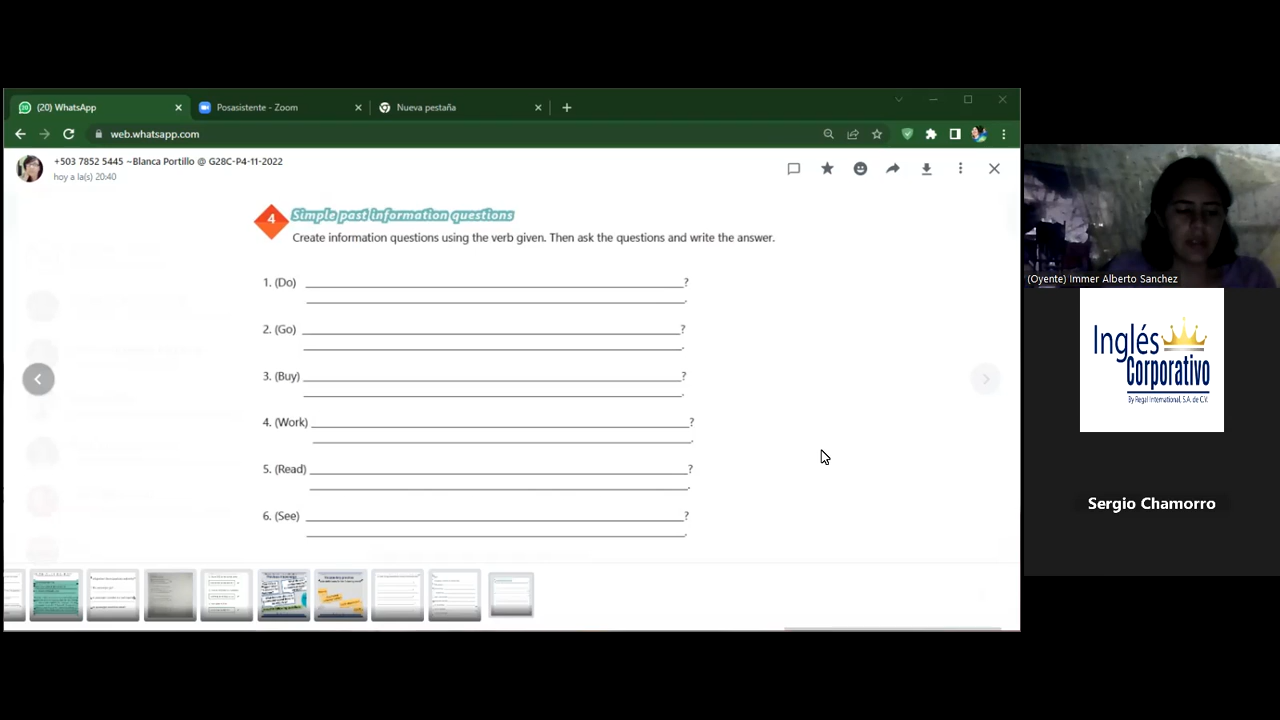 (20) WhatsApp
Posasistente - Zoom
Nueva pestaña
web.whatsapp.com
+503 7852 5445 ~Blanca Portillo @ G28C-P4-11-2022
hoy a la(s) 20:40
4
Simple past information questions
Create information questions using the verb given. Then ask the questions and write the answer.
1. (Do) ?
.
2. (Go) ?
.
3. (Buy) ?
.
4. (Work) ?
.
5. (Read) ?
.
6. (See) ?
.
(Oyente) Immer Alberto Sanchez
Inglés
Corporativo
By Regal International, S.A. de C.V.
Sergio Chamorro